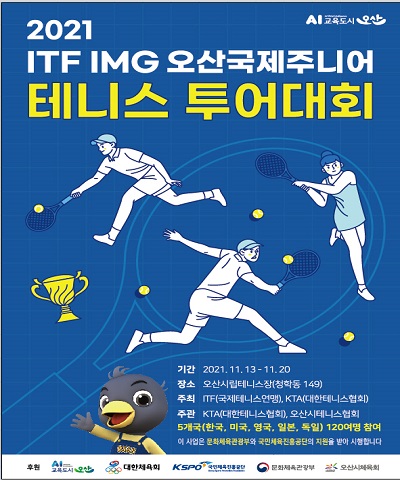 AI 교육도시 오산
2021
ITF IMG 오산국제주니어
테니스 투어대회
기간 2021. 11. 13 - 11. 20
장소 오산시립테니스장(청학동 149)
주최 ITF(국제테니스연맹), KTA(대한테니스협회)
주관 KTA(대한테니스협회), 오산시테니스협회
5개국(한국, 미국, 영국, 일본, 독일) 120여명 참여
이 사업은 문화체육관광부와 국민체육진흥공단의 지원을 받아 시행합니다
후원 AI 교육도시 오산 대한체육회 KSPO 국민체육진흥공단 문화체육관광부 오산시체육회